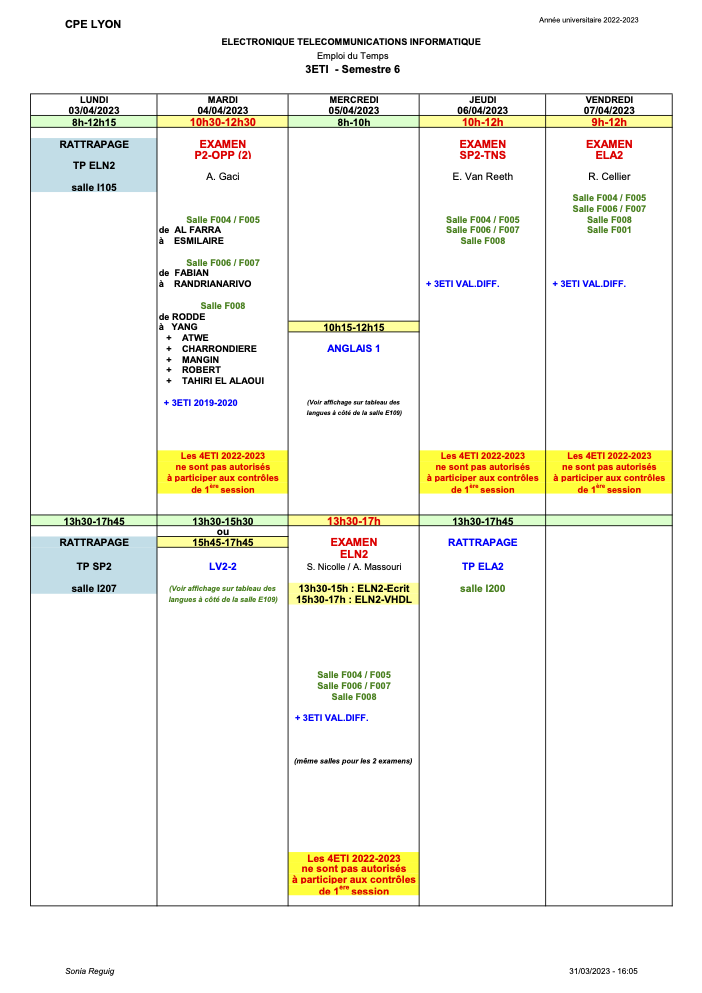 CPE LYON
Année universitaire 2022-2023
ELECTRONIQUE TELECOMMUNICATIONS INFORMATIQUE
Emploi du Temps
3ETI - Semestre 6
LUNDI
03/04/2023
8h-12h15
RATTRAPAGE
TP ELN2
salle I105
13h30-17h45
RATTRAPAGE
TP SP2
salle I207
MARDI
04/04/2023
10h30-12h30
EXAMEN
P2-OPP (2)
A. Gaci
Salle F004 / F005
de AL FARRA
à ESMILAIRE
Salle F006 / F007
de FABIAN
à RANDRIANARIVO
Salle F008
de RODDE
à YANG
+ ATWE
+ CHARRONDIERE
+ MANGIN
+ ROBERT
+ TAHIRI EL ALAOUI
+ 3ETI 2019-2020
Les 4ETI 2022-2023
ne sont pas autorisés
à participer aux contrôles
de 1ère session
13h30-15h30
ou
15h45-17h45
LV2-2
(Voir affichage sur tableau des
langues à côté de la salle E109)
MERCREDI
05/04/2023
8h-10h
10h15-12h15
ANGLAIS 1
(Voir affichage sur tableau des
langues à côté de la salle E109)
13h30-17h
EXAMEN
ELN2
S. Nicolle / A. Massouri
13h30-15h : ELN2-Ecrit
15h30-17h : ELN2-VHDL
Salle F004 / F005
Salle F006 / F007
Salle F008
+ 3ETI VAL.DIFF.
(même salles pour les 2 examens)
Les 4ETI 2022-2023
ne sont pas autorisés
à participer aux contrôles
de 1ère session
JEUDI
06/04/2023
10h-12h
EXAMEN
SP2-TNS
E. Van Reeth
Salle F004 / F005
Salle F006 / F007
Salle F008
+ 3ETI VAL.DIFF.
Les 4ETI 2022-2023
ne sont pas autorisés
à participer aux contrôles
de 1ère session
13h30-17h45
RATTRAPAGE
TP ELA2
salle I200
VENDREDI
07/04/2023
9h-12h
EXAMEN
ELA2
R. Cellier
Salle F004 / F005
Salle F006 / F007
Salle F008
Salle F001
+ 3ETI VAL.DIFF.
Les 4ETI 2022-2023
ne sont pas autorisés
à participer aux contrôles
de 1ère session
Sonia Reguig
31/03/2023 - 16:05